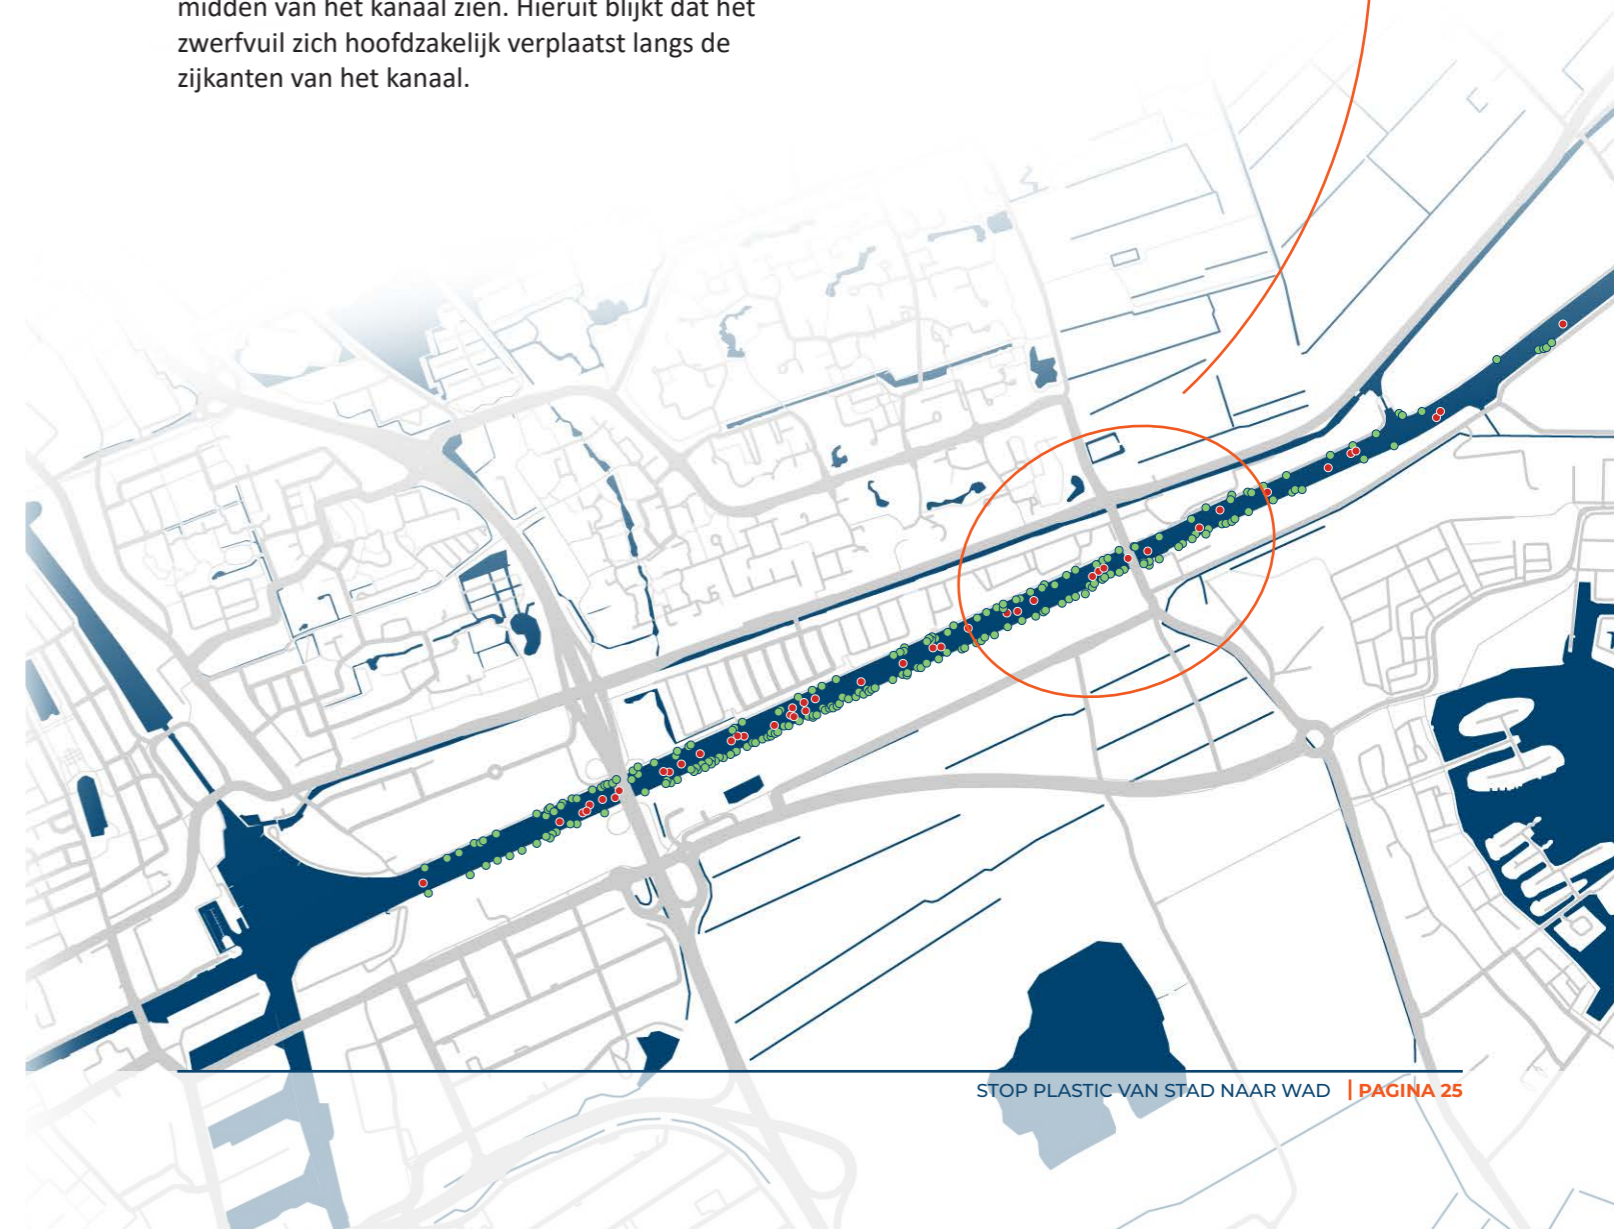 midden van het kanaal zien. Hieruit blijkt dat het
zwerfvuil zich hoofdzakelijk verplaatst langs de
zijkanten van het kanaal.
STOP PLASTIC VAN STAD NAAR WAD | PAGINA 25